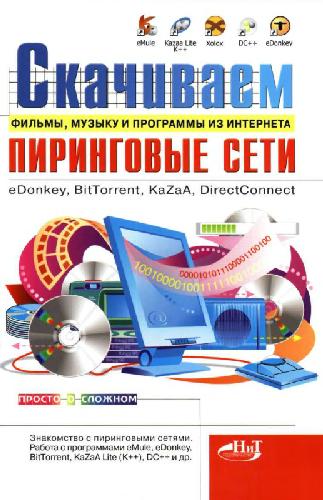 eMule
Kazaa Lite K++
Xolox
DC++
eDonkey
Скачиваем
ФИЛЬМЫ, МУЗЫКУ И ПРОГРАММЫ ИЗ ИНТЕРНЕТА
ПИРИНГОВЫЕ СЕТИ
eDonkey, BitTorrent, KaZaA, DirectConnect
ПРОСТО О СЛОЖНОМ
Знакомство с пиринговыми сетями.
Работа с программами eMule, eDonkey,
BitTorrent, KaZaA Lite (K++), DC++ и др.
НиТ